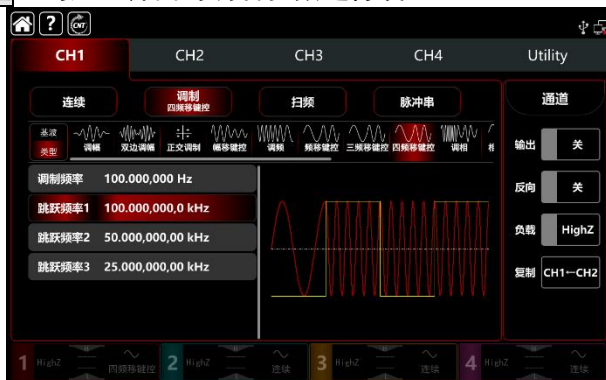 ? CNT
CH1 CH2 CH3 CH4 Utility
连续 调制 扫频 脉冲串 通道
四频移键控
基波 类型 调幅 双边调幅 正交调制 幅移键控 调频 频移键控 三频移键控 四频移键控 调相
输出 关
调制频率 100.000,000 Hz
反向 关
跳跃频率1 100.000,000,0 kHz
跳跃频率2 50.000,000,00 kHz
负载 HighZ
跳跃频率3 25.000,000,00 kHz
复制 CH1←CH2
1 HighZ 四频移键控 2 HighZ 连续 3 HighZ 连续 4 HighZ 连续